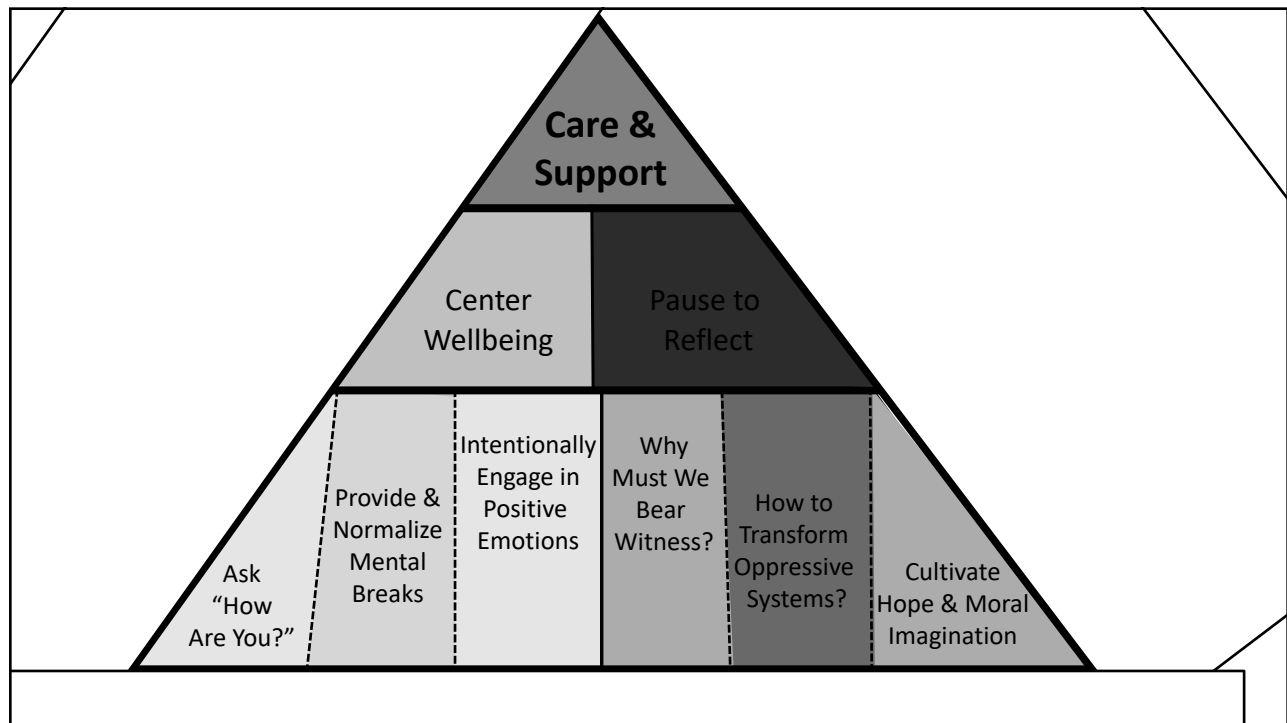 Care &
Support
Center
Wellbeing
Pause to
Reflect
Ask
“How
Are You?”
Provide &
Normalize
Mental
Breaks
Intentionally
Engage in
Positive
Emotions
Why
Must We
Bear
Witness?
How to
Transform
Oppressive
Systems?
Cultivate
Hope & Moral
Imagination